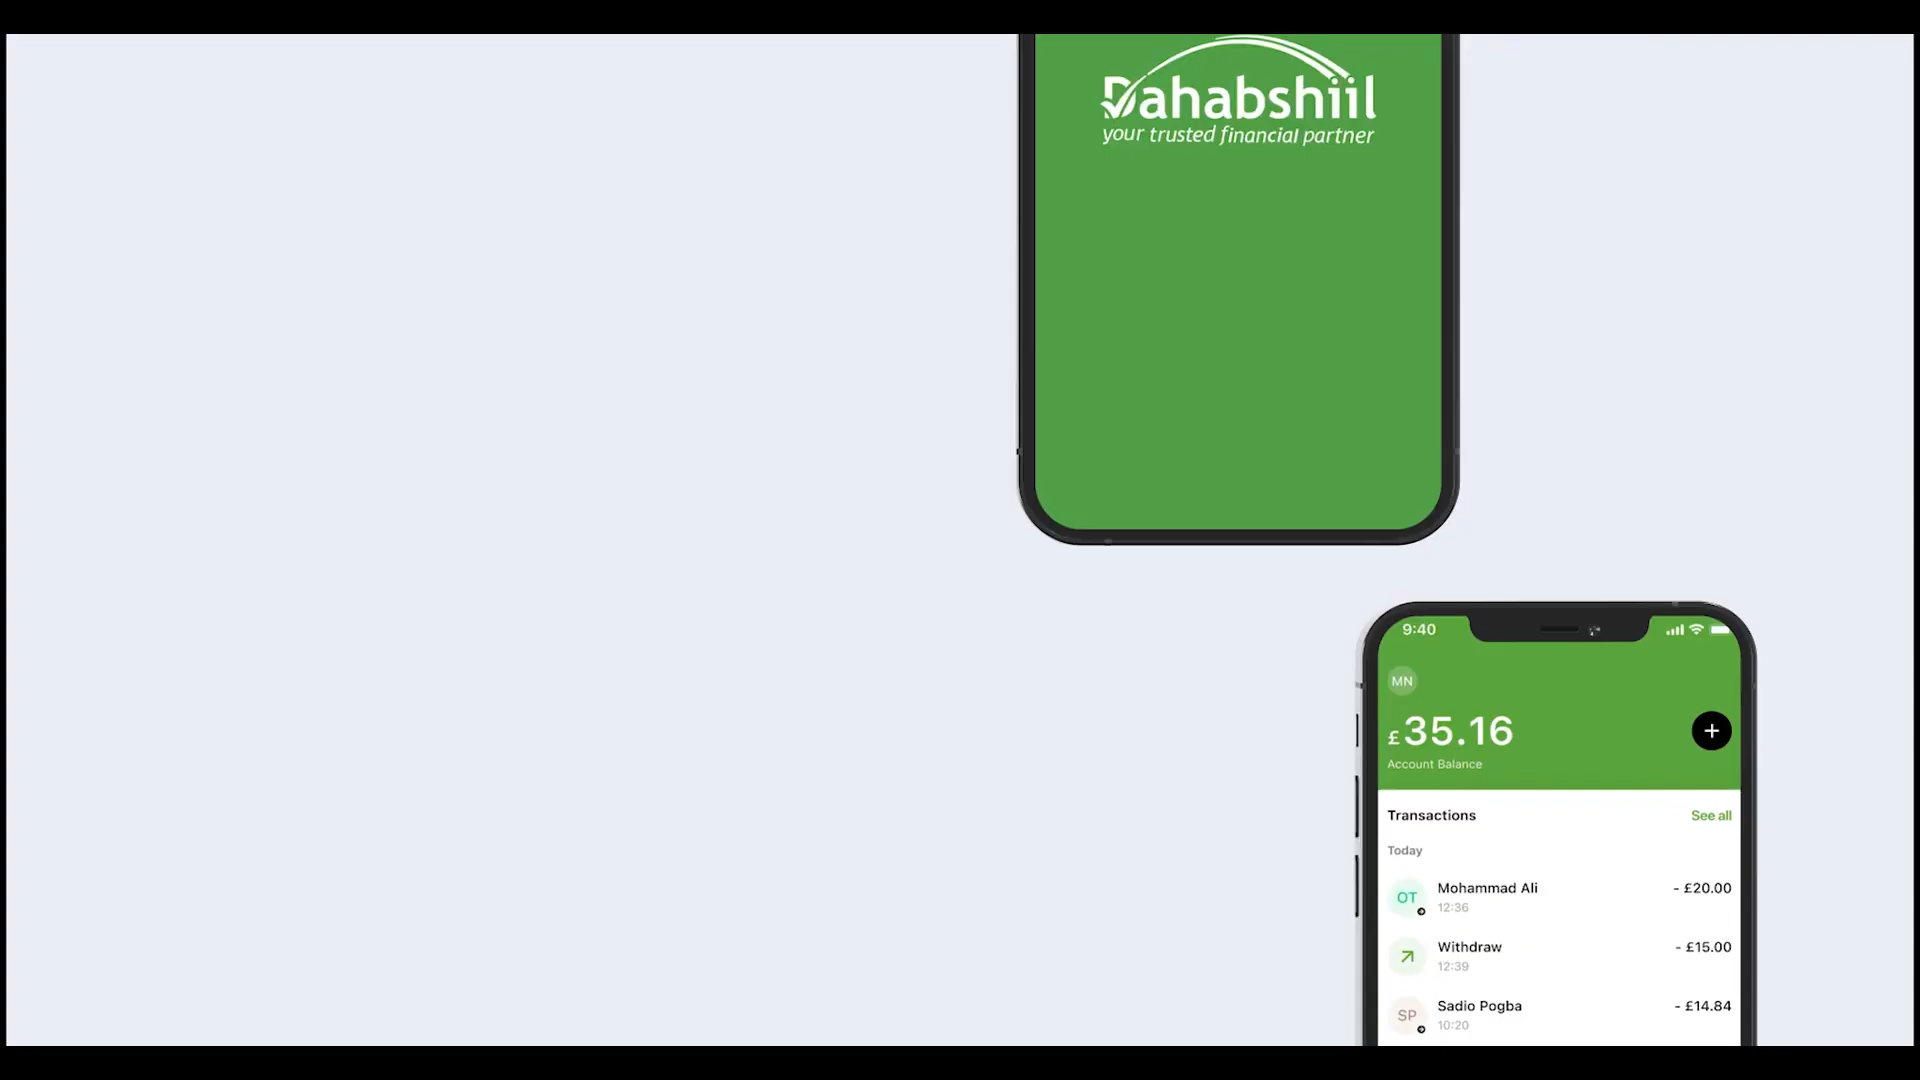 Dahabshiil
your trusted financial partner
9:40
MN
£35.16
Account Balance
Transactions
See all
Today
OT
Mohammad Ali
- £20.00
12:36
Withdraw
- £15.00
12:39
SP
Sadio Pogba
- £14.84
10:20